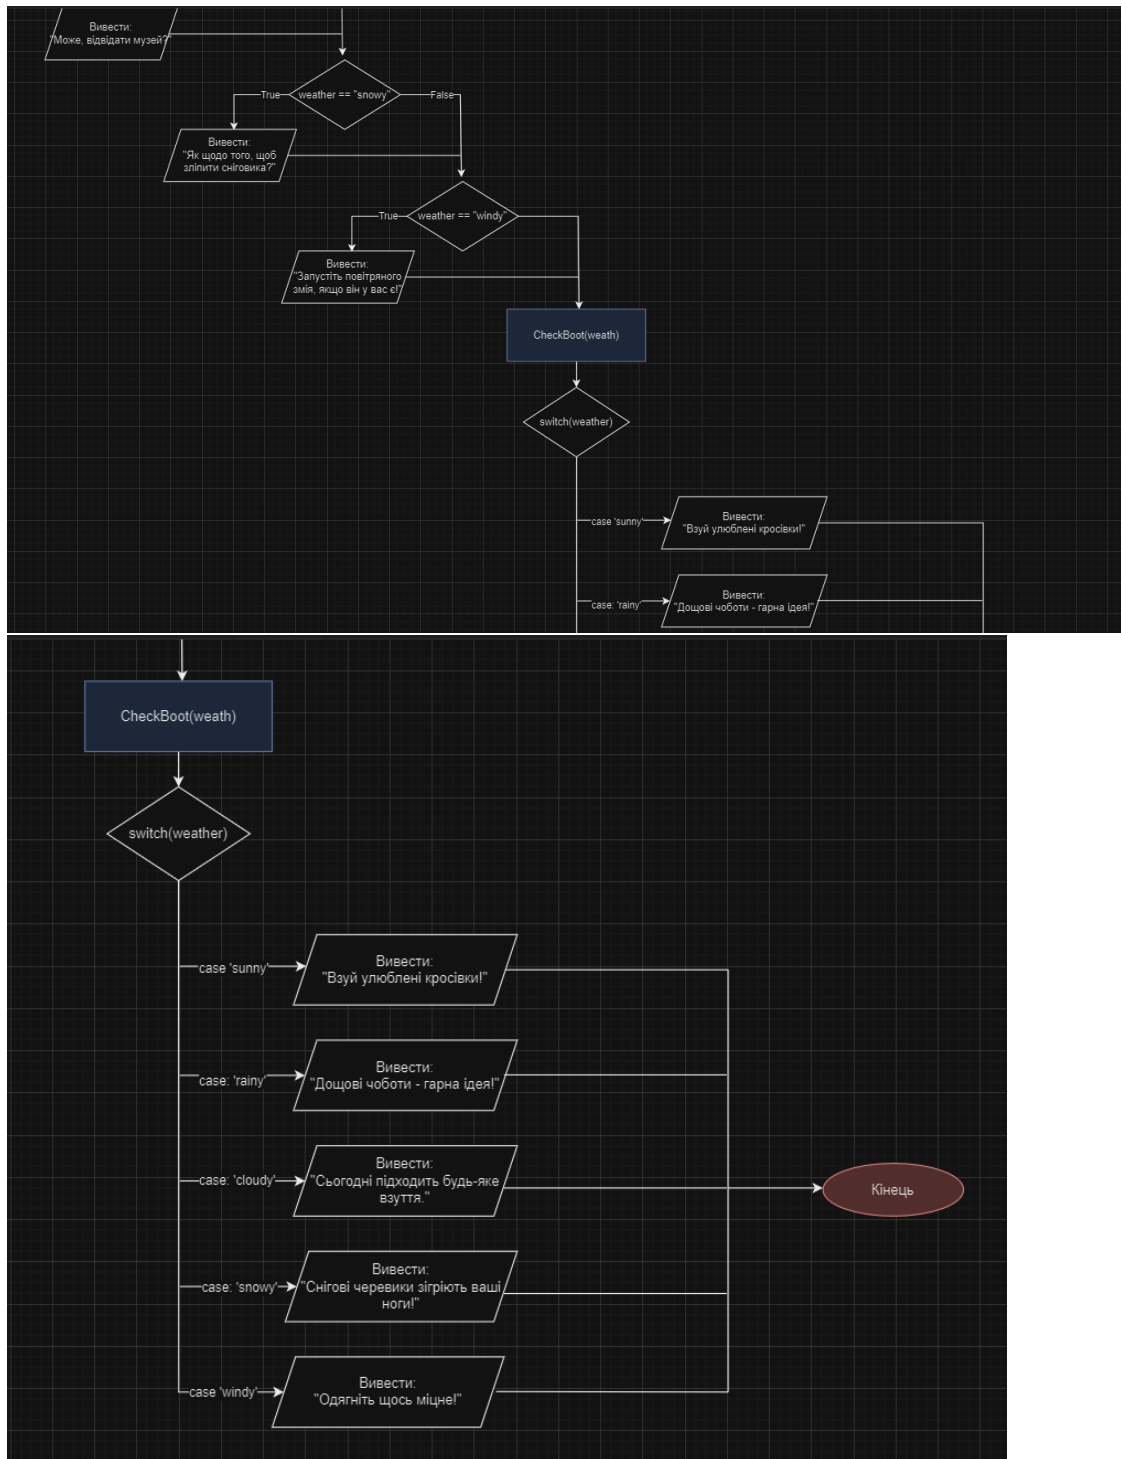 Вивести:
"Може, відвідати музей?"
weather == "snowy"
True
False
Вивести:
"Як щодо того, щоб
зліпити сніговика?"
weather == "windy"
True
Вивести:
"Запустіть повітряного
змія, якщо він у вас є!"
CheckBoot(weath)
switch(weather)
case 'sunny'
Вивести:
"Взуй улюблені кросівки!"
case: 'rainy'
Вивести:
"Дощові чоботи - гарна ідея!"
CheckBoot(weath)
switch(weather)
case 'sunny'
Вивести:
"Взуй улюблені кросівки!"
case: 'rainy'
Вивести:
"Дощові чоботи - гарна ідея!"
case: 'cloudy'
Вивести:
"Сьогодні підходить будь-яке
взуття."
Кінець
case: 'snowy'
Вивести:
"Снігові черевики зігріють ваші
ноги!"
case 'windy'
Вивести:
"Одягніть щось міцне!"